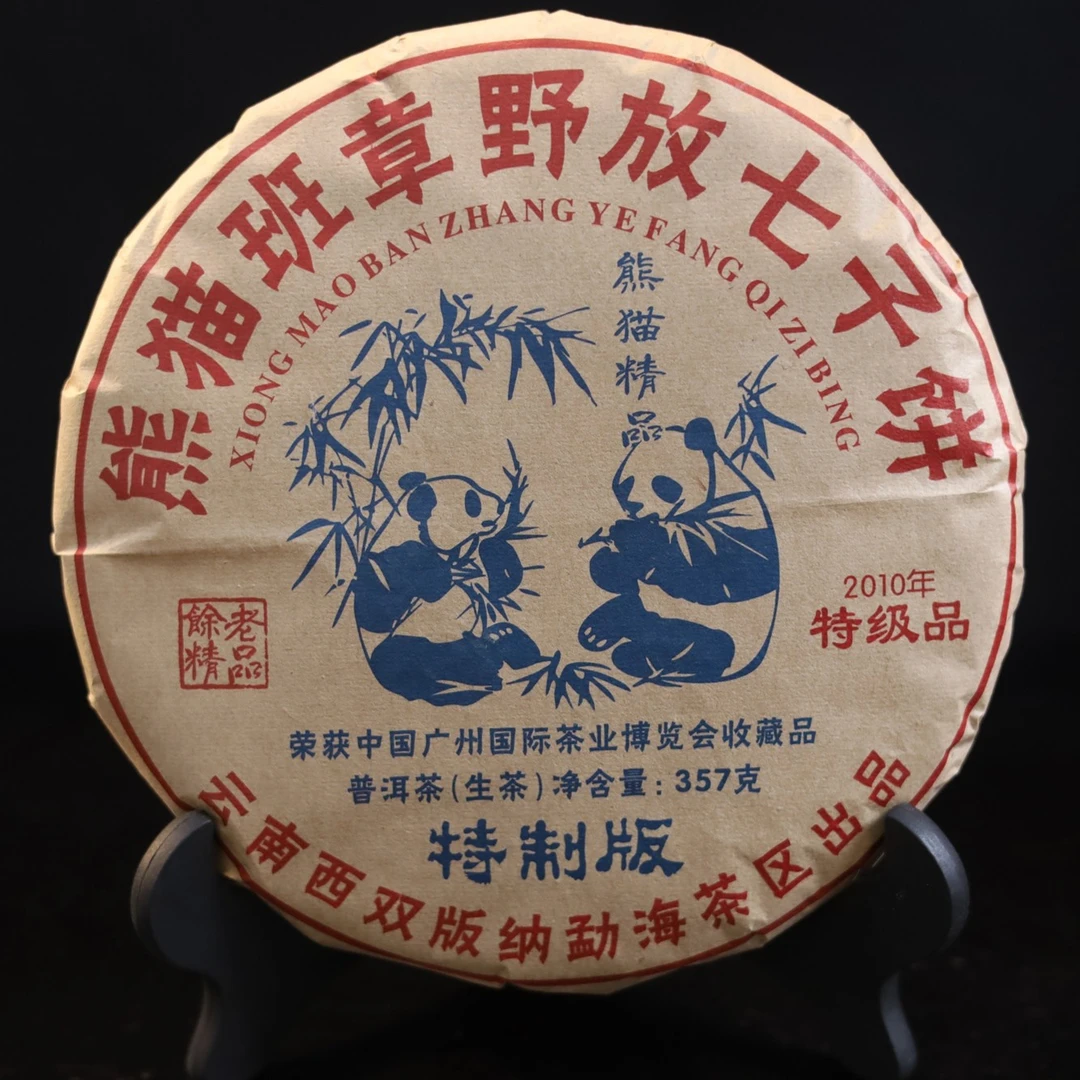 熊猫班章野放七子饼
XIONG MAO BAN ZHANG YE FANG QI ZI BING
熊猫精品
2010年
特级品
老品
餘精
荣获中国广州国际茶业博览会收藏品
普洱茶(生茶)净含量:357克
特制版
云南西双版纳勐海茶区出品